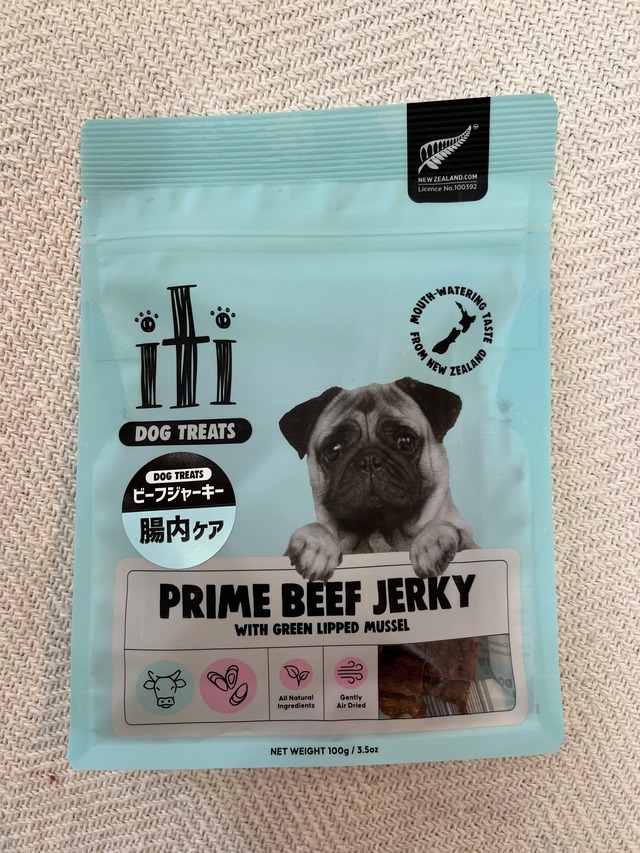 NEW ZEALAND.COM
Licence No.100392
iti
MOUTH-WATERING TASTE
FROM NEW ZEALAND
DOG TREATS
DOG TREATS
ビーフジャーキー
腸内ケア
PRIME BEEF JERKY
WITH GREEN LIPPED MUSSEL
All Natural
Ingredients
Gently
Air Dried
NET WEIGHT 100g / 3.5oz